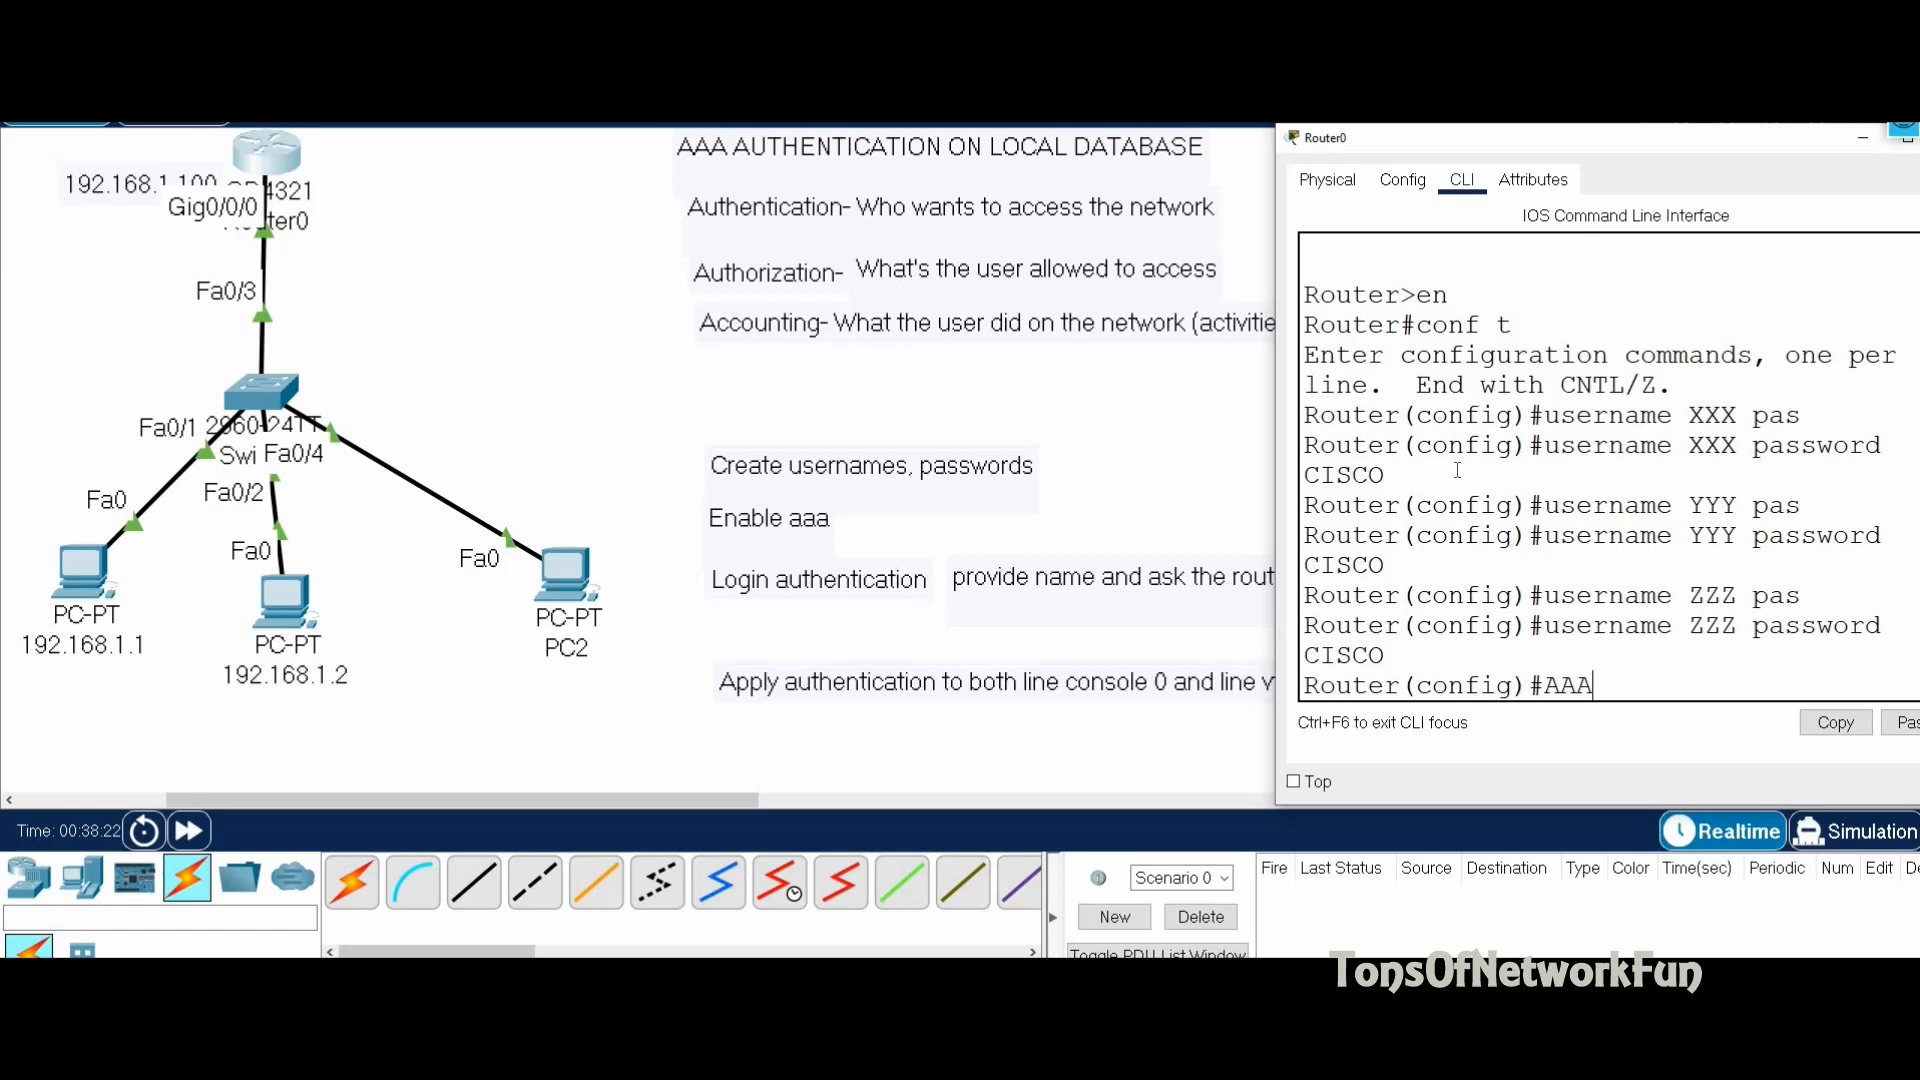 192.168.1.100
4321
Gig0/0/0
Fa0/3
Fa0/1
2960-24TT
Swi
Fa0/4
Fa0/2
Fa0
Fa0
Fa0
PC-PT
192.168.1.1
PC-PT
192.168.1.2
PC-PT
PC2
AAA AUTHENTICATION ON LOCAL DATABASE
Authentication- Who wants to access the network
Authorization- What's the user allowed to access
Accounting- What the user did on the network (activitie
Create usernames, passwords
Enable aaa
Login authentication provide name and ask the rout
Apply authentication to both line console 0 and line v
Router0
Physical Config CLI Attributes
IOS Command Line Interface
Router>en
Router#conf t
Enter configuration commands, one per
line.  End with CNTL/Z.
Router(config)#username XXX pas
Router(config)#username XXX password
CISCO
Router(config)#username YYY pas
Router(config)#username YYY password
CISCO
Router(config)#username ZZZ pas
Router(config)#username ZZZ password
CISCO
Router(config)#AAA
Ctrl+F6 to exit CLI focus
Copy
Pas
Top
Time: 00:38:22
Realtime
Simulation
Scenario 0
New
Delete
Toggle PDU List Window
Fire Last Status Source Destination Type Color Time(sec) Periodic Num Edit De
TonsOfNetworkFun